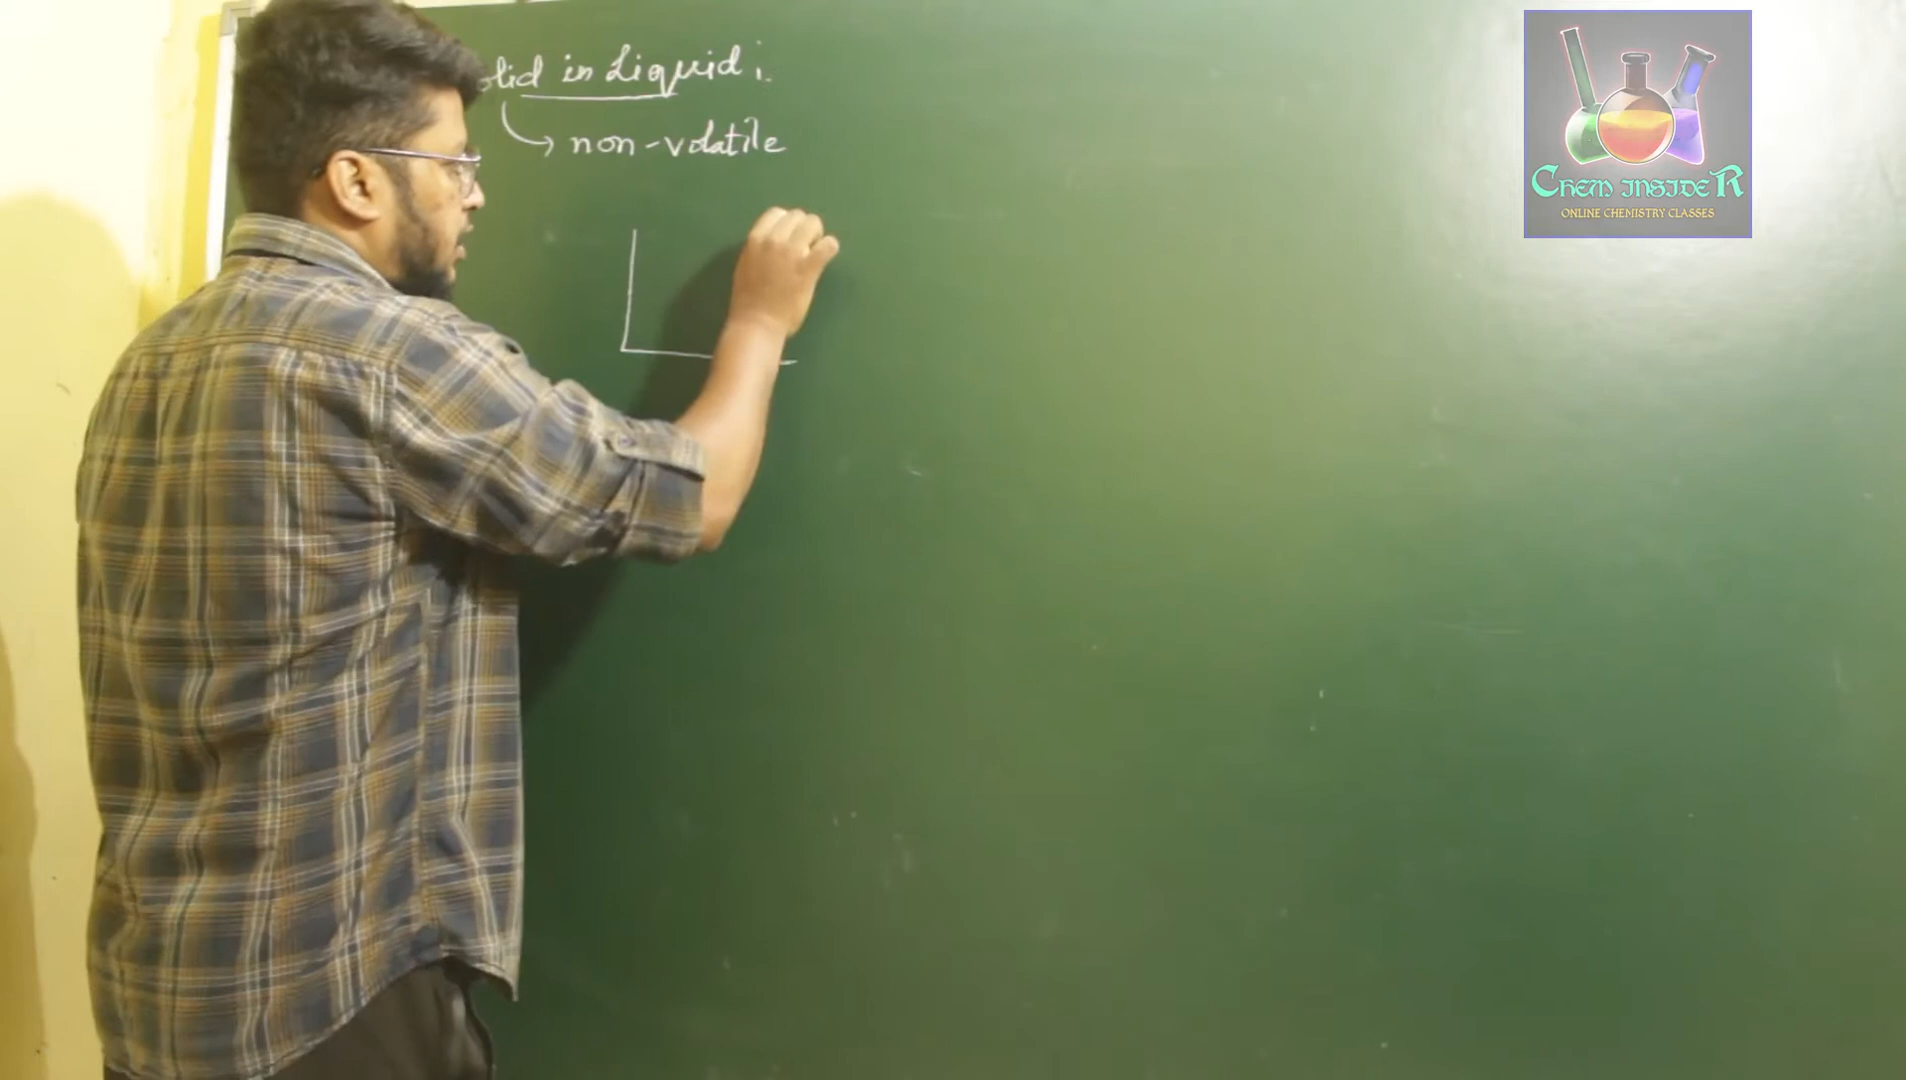 olid in Liquid :
non-volatile
CHEM INSIDER
ONLINE CHEMISTRY CLASSES